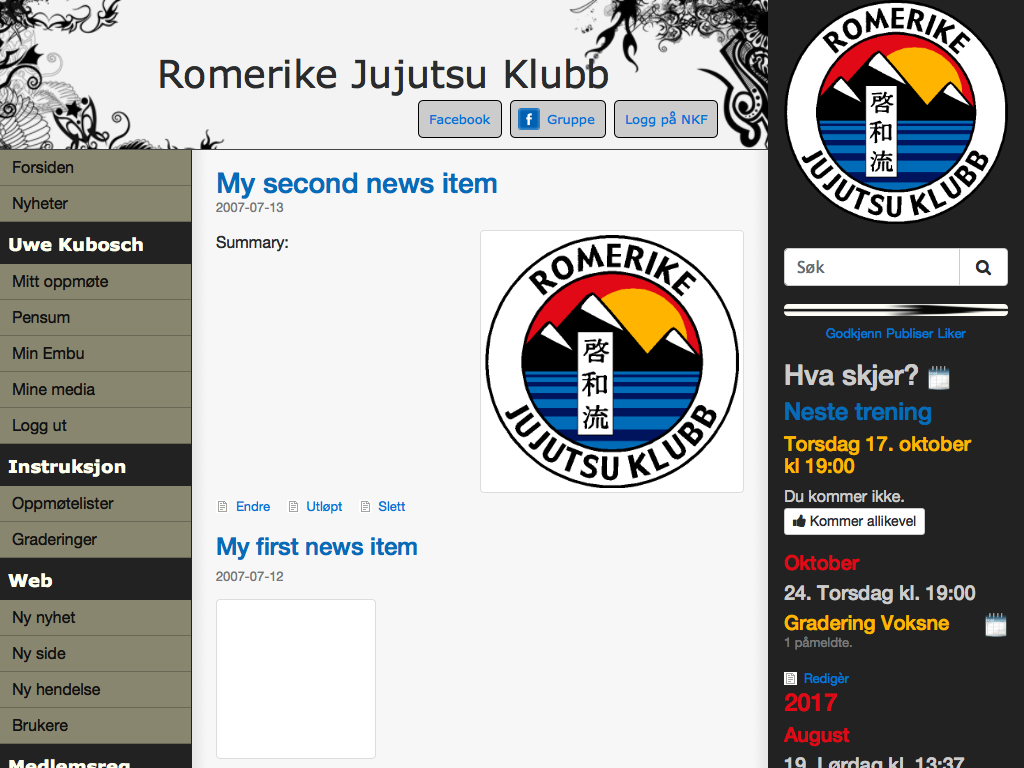 Romerike Jujutsu Klubb
Facebook
Gruppe
Logg på NKF
Forsiden
Nyheter
Uwe Kubosch
Mitt oppmøte
Pensum
Min Embu
Mine media
Logg ut
Instruksjon
Oppmøtelister
Graderinger
Web
Ny nyhet
Ny side
Ny hendelse
Brukere
Medlemsreg
My second news item
2007-07-13
Summary:
ROMERIKE
啓和流
JUJUTSU KLUBB
Endre
Utløpt
Slett
My first news item
2007-07-12
ROMERIKE
啓和流
JUJUTSU KLUBB
Søk
Godkjenn Publiser Liker
Hva skjer?
Neste trening
Torsdag 17. oktober
kl 19:00
Du kommer ikke.
Kommer allikevel
Oktober
24. Torsdag kl. 19:00
Gradering Voksne
1 påmeldte.
Redigèr
2017
August
19. Lørdag kl. 13:37